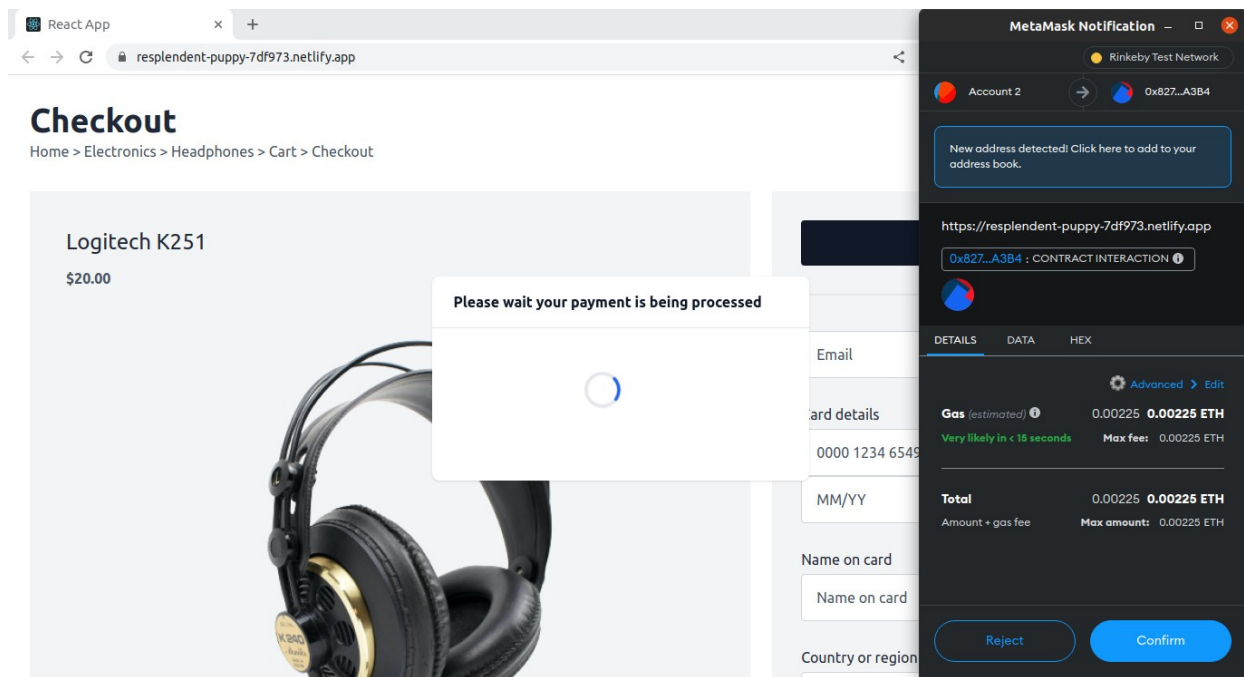 React App
resplendent-puppy-7df973.netlify.app
Checkout
Home > Electronics > Headphones > Cart > Checkout
Logitech K251
$20.00
K 240
Please wait your payment is being processed
Email
ard details
0000 1234 6549
MM/YY
Name on card
Name on card
Country or region
MetaMask Notification
Rinkeby Test Network
Account 2
0x827...A3B4
New address detected! Click here to add to your
address book.
https://resplendent-puppy-7df973.netlify.app
0x827...A3B4 : CONTRACT INTERACTION
DETAILS DATA HEX
Advanced > Edit
Gas (estimated) 0.00225 0.00225 ETH
Very likely in < 15 seconds Max fee: 0.00225 ETH
Total 0.00225 0.00225 ETH
Amount + gas fee Max amount: 0.00225 ETH
Reject Confirm